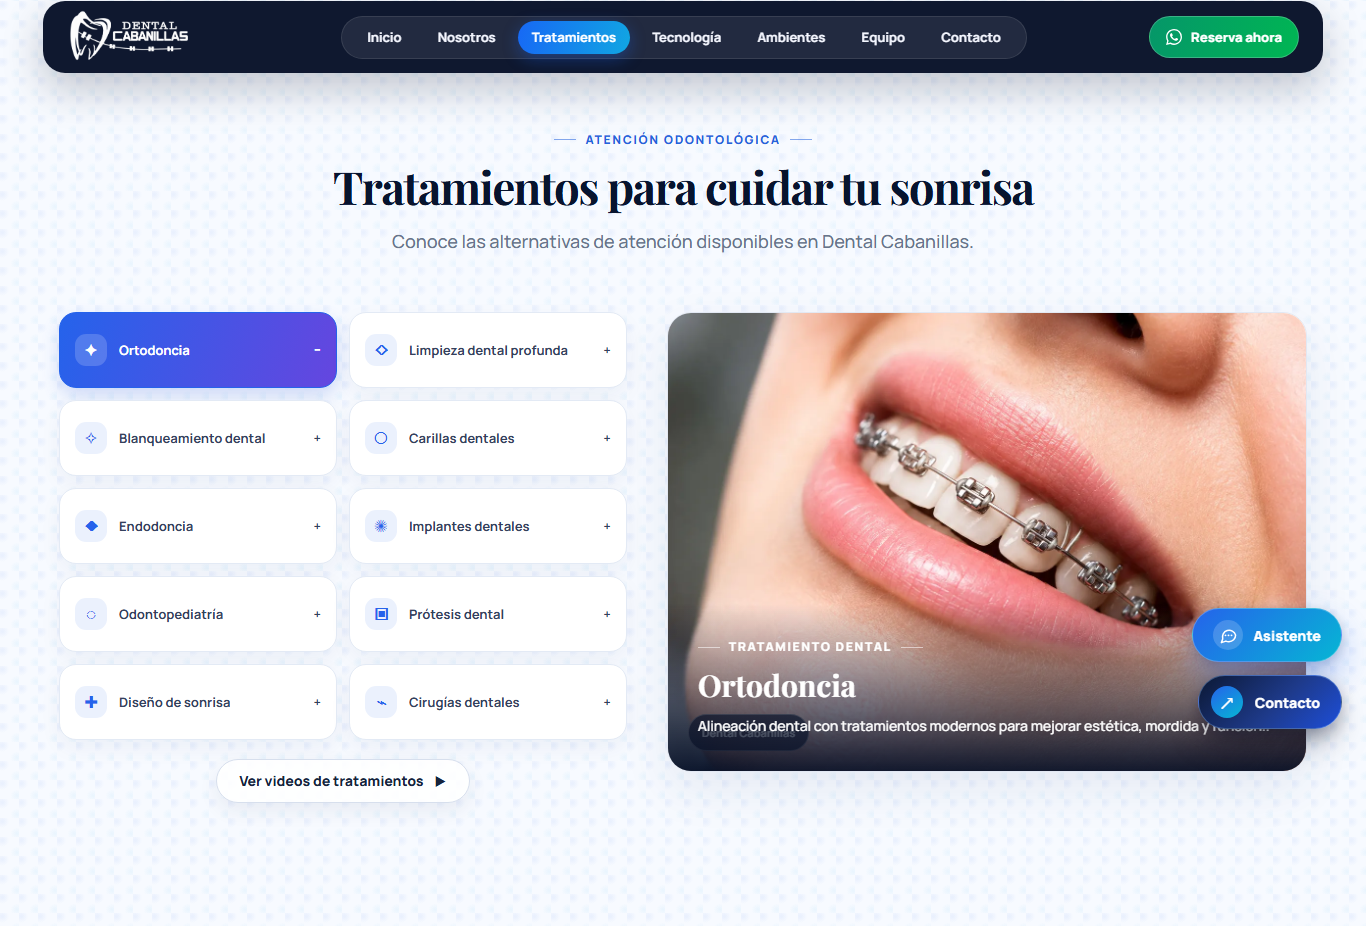 DENTAL
CABANILLAS
Inicio
Nosotros
Tratamientos
Tecnología
Ambientes
Equipo
Contacto
Reserva ahora
ATENCIÓN ODONTOLÓGICA
Tratamientos para cuidar tu sonrisa
Conoce las alternativas de atención disponibles en Dental Cabanillas.
Ortodoncia
−
Limpieza dental profunda
+
Blanqueamiento dental
+
Carillas dentales
+
Endodoncia
+
Implantes dentales
+
Odontopediatría
+
Prótesis dental
+
Diseño de sonrisa
+
Cirugías dentales
+
Ver videos de tratamientos
TRATAMIENTO DENTAL
Ortodoncia
Alineación dental con tratamientos modernos para mejorar estética, mordida y
Dental Cabanillas
Asistente
Contacto